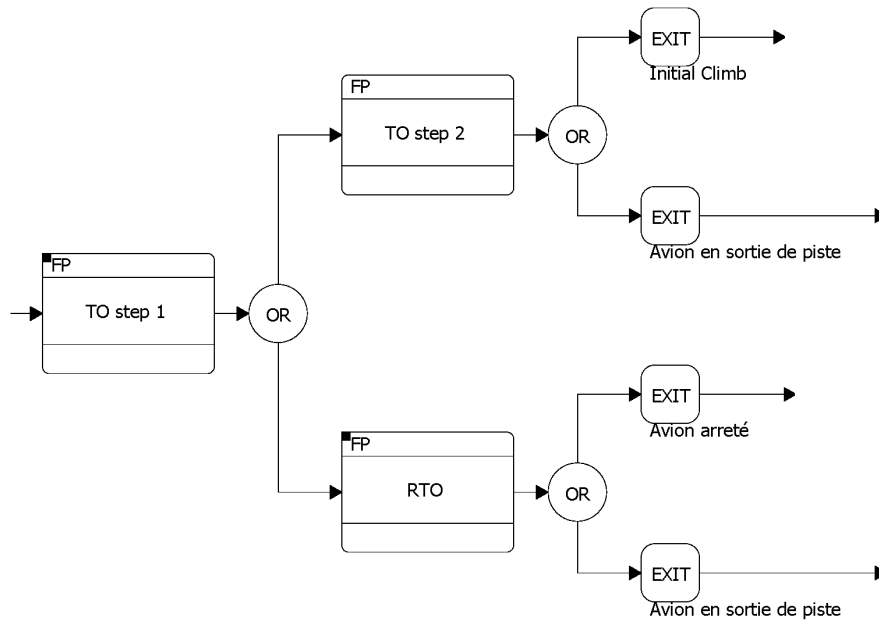 EXIT
Initial Climb
FP
TO step 2
OR
EXIT
Avion en sortie de piste
FP
TO step 1
OR
EXIT
Avion arreté
FP
RTO
OR
EXIT
Avion en sortie de piste